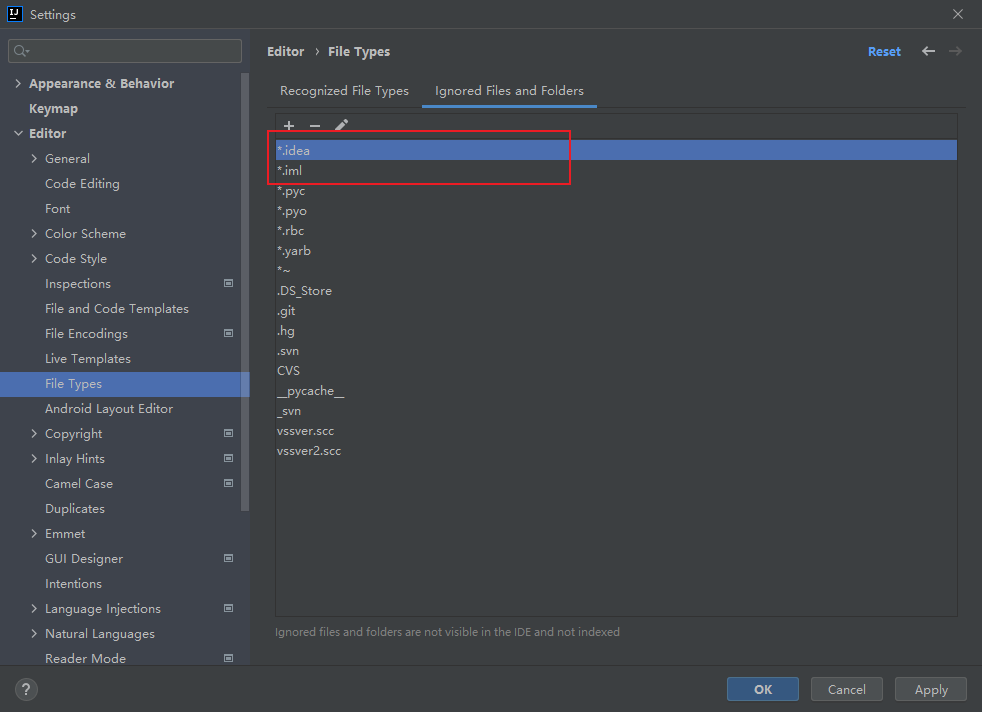 IJ
Settings
Appearance & Behavior
Keymap
Editor
General
Code Editing
Font
Color Scheme
Code Style
Inspections
File and Code Templates
File Encodings
Live Templates
File Types
Android Layout Editor
Copyright
Inlay Hints
Camel Case
Duplicates
Emmet
GUI Designer
Intentions
Language Injections
Natural Languages
Reader Mode
Editor › File Types
Reset
Recognized File Types
Ignored Files and Folders
*.idea
*.iml
*.pyc
*.pyo
*.rbc
*.yarb
*~
.DS_Store
.git
.hg
.svn
CVS
__pycache__
_svn
vssver.scc
vssver2.scc
Ignored files and folders are not visible in the IDE and not indexed
?
OK
Cancel
Apply